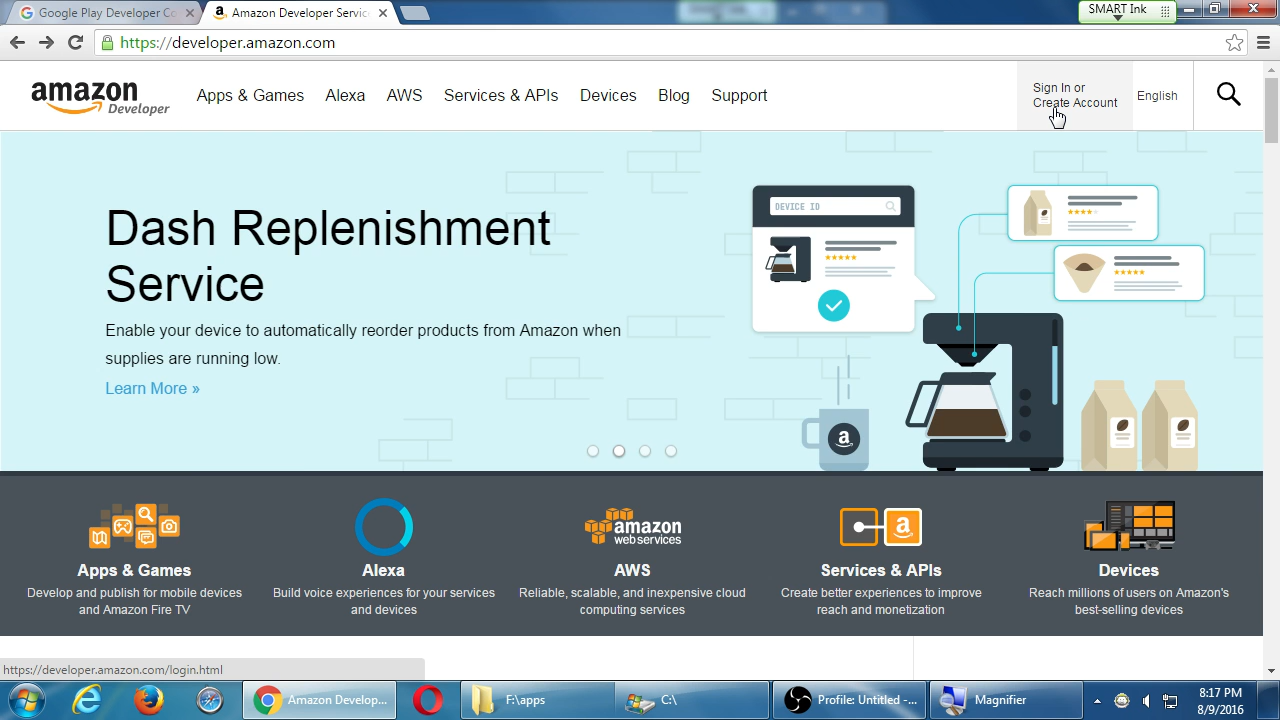 Google Play Developer Co
Amazon Developer Servic
SMART Ink
https://developer.amazon.com
amazon
Developer
Apps & Games
Alexa
AWS
Services & APIs
Devices
Blog
Support
Sign In or
Create Account
English
Dash Replenishment
Service
Enable your device to automatically reorder products from Amazon when
supplies are running low.
Learn More »
DEVICE ID
amazon
web services
Apps & Games
Develop and publish for mobile devices
and Amazon Fire TV
Alexa
Build voice experiences for your services
and devices
AWS
Reliable, scalable, and inexpensive cloud
computing services
Services & APIs
Create better experiences to improve
reach and monetization
Devices
Reach millions of users on Amazon's
best-selling devices
https://developer.amazon.com/login.html
Amazon Develop...
F:\apps
C:\
Profile: Untitled -...
Magnifier
8:17 PM
8/9/2016